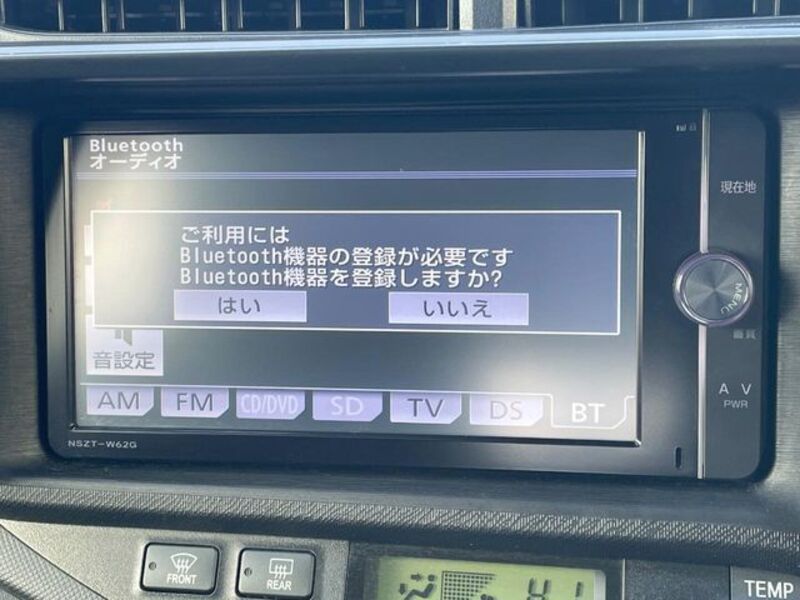 Bluetooth
オーディオ
現在地
ご利用には
Bluetooth機器の登録が必要です
Bluetooth機器を登録しますか?
はい
いいえ
MENU
音設定
画質
AM
FM
CD/DVD
SD
TV
DS
BT
AV
PWR
NSZT-W62G
FRONT
REAR
TEMP